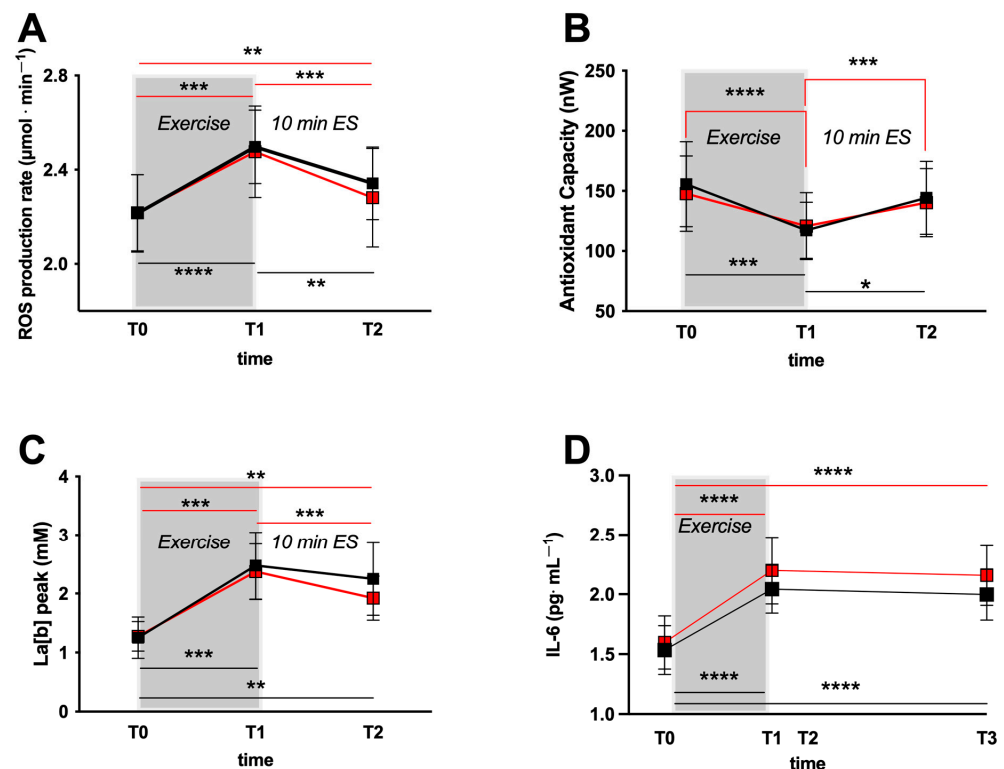 A
ROS production rate (µmol · min⁻¹)
2.8
2.4
2.0
**
***
***
Exercise
10 min ES
****
**
T0
T1
T2
time
B
Antioxidant Capacity (nW)
250
200
150
100
50
***
****
Exercise
10 min ES
***
*
T0
T1
T2
time
C
La[b] peak (mM)
4
3
2
1
0
**
***
***
Exercise
10 min ES
***
**
T0
T1
T2
time
D
IL-6 (pg· mL⁻¹)
3.0
2.5
2.0
1.5
1.0
****
****
Exercise
****
****
T0
T1
T2
T3
time